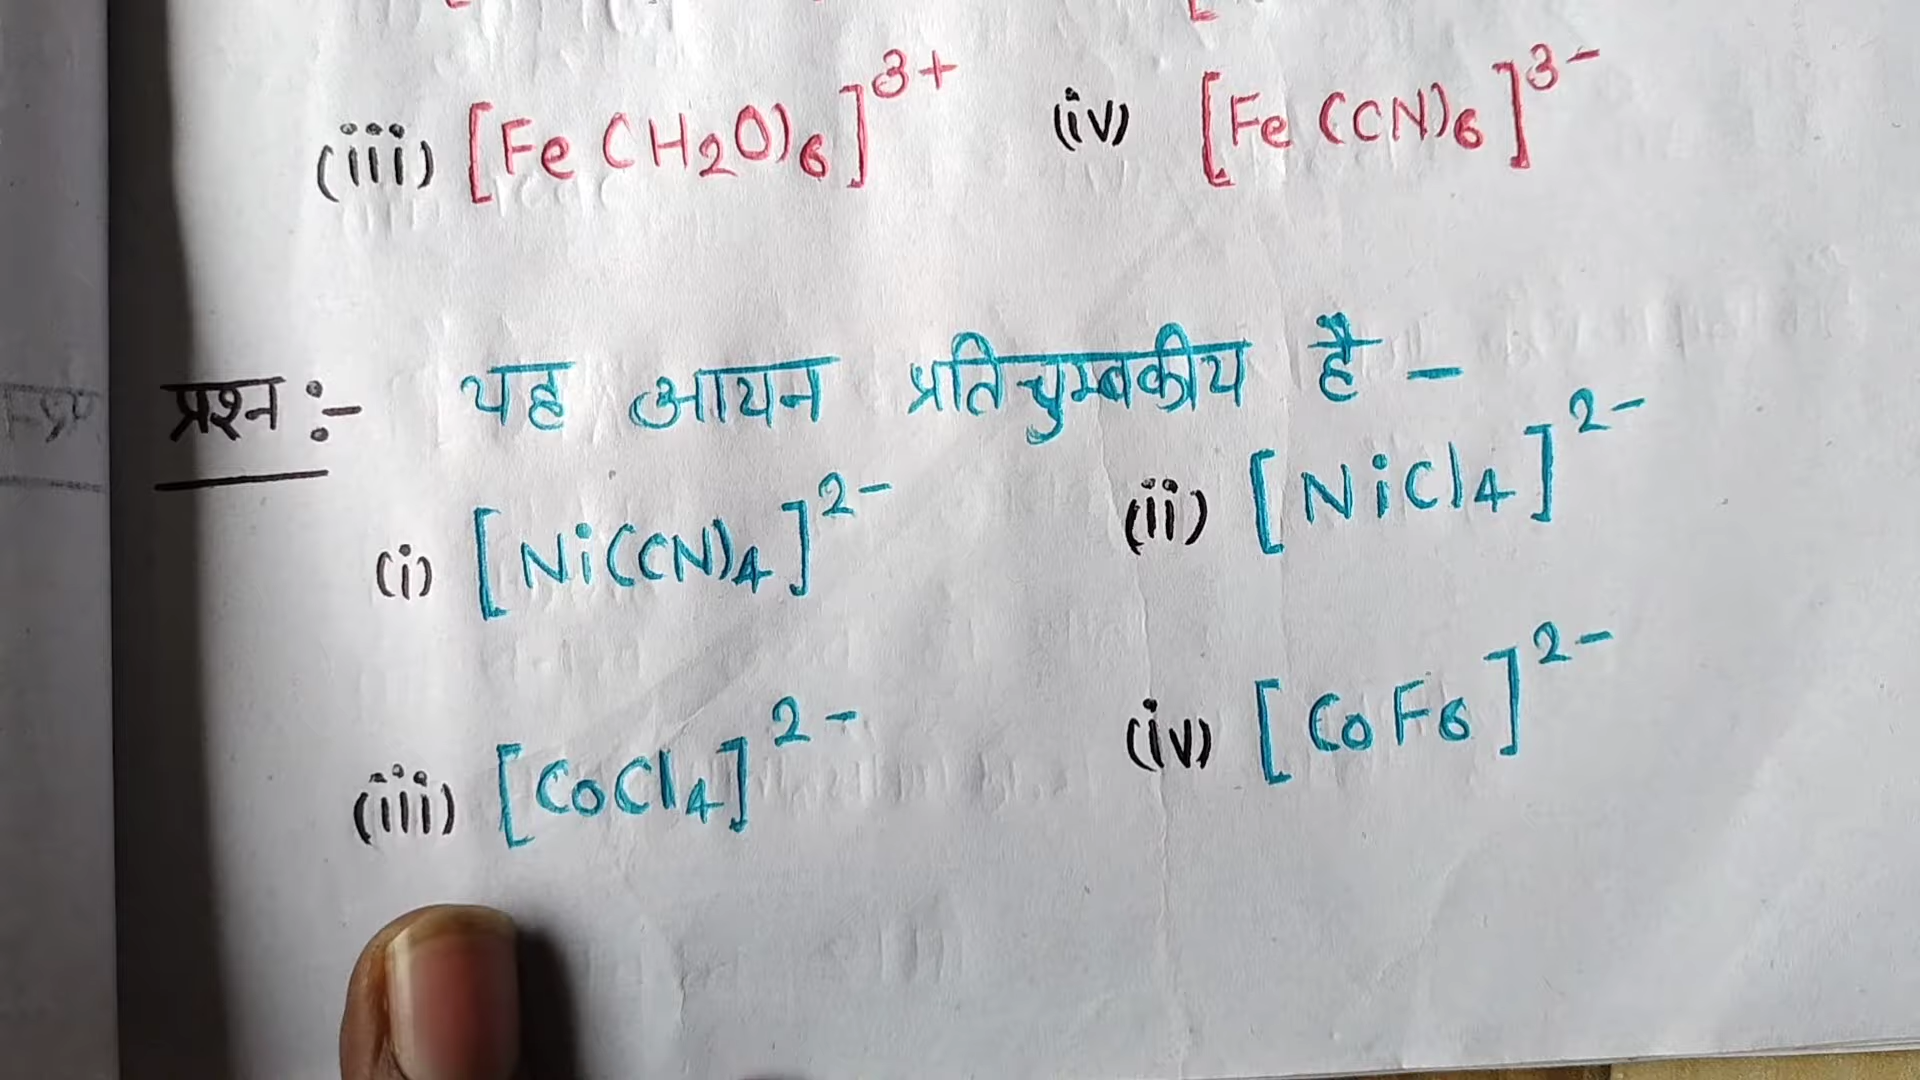 (iii) [Fe(H2O)6]3+ (iv) [Fe(CN)6]3-
प्रश्न :- यह आयन प्रतिचुम्बकीय है -
(i) [Ni(CN)4]2- (ii) [NiCl4]2-
(iii) [CoCl4]2- (iv) [CoF6]2-